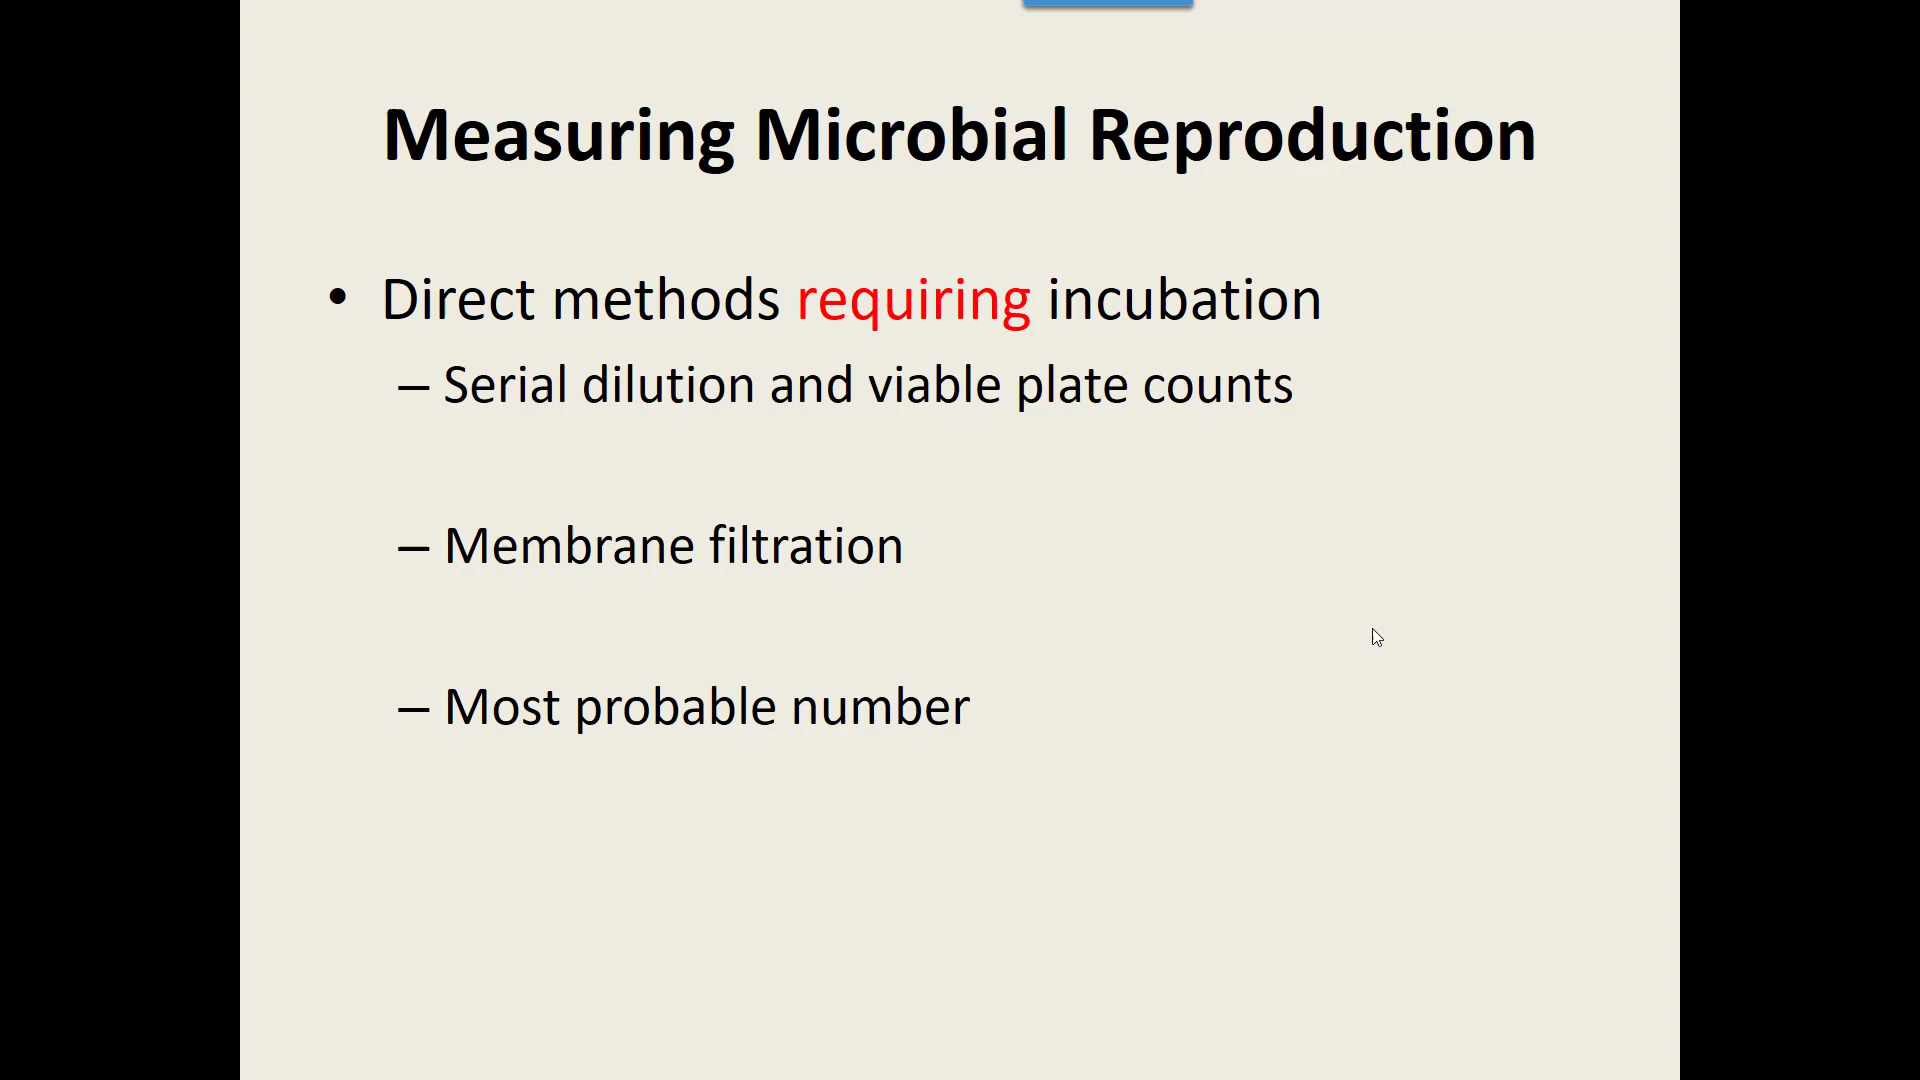 Measuring Microbial Reproduction
• Direct methods requiring incubation
– Serial dilution and viable plate counts
– Membrane filtration
– Most probable number